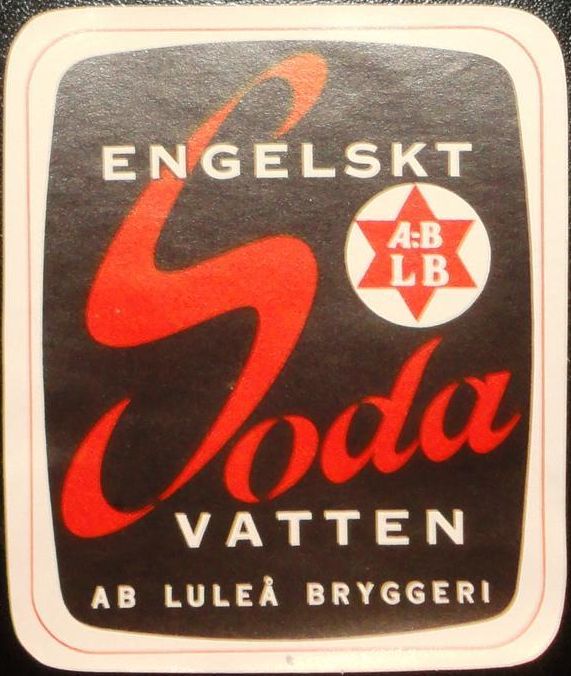 ENGELSKT
A:B
LB
Soda
VATTEN
AB LULEÅ BRYGGERI